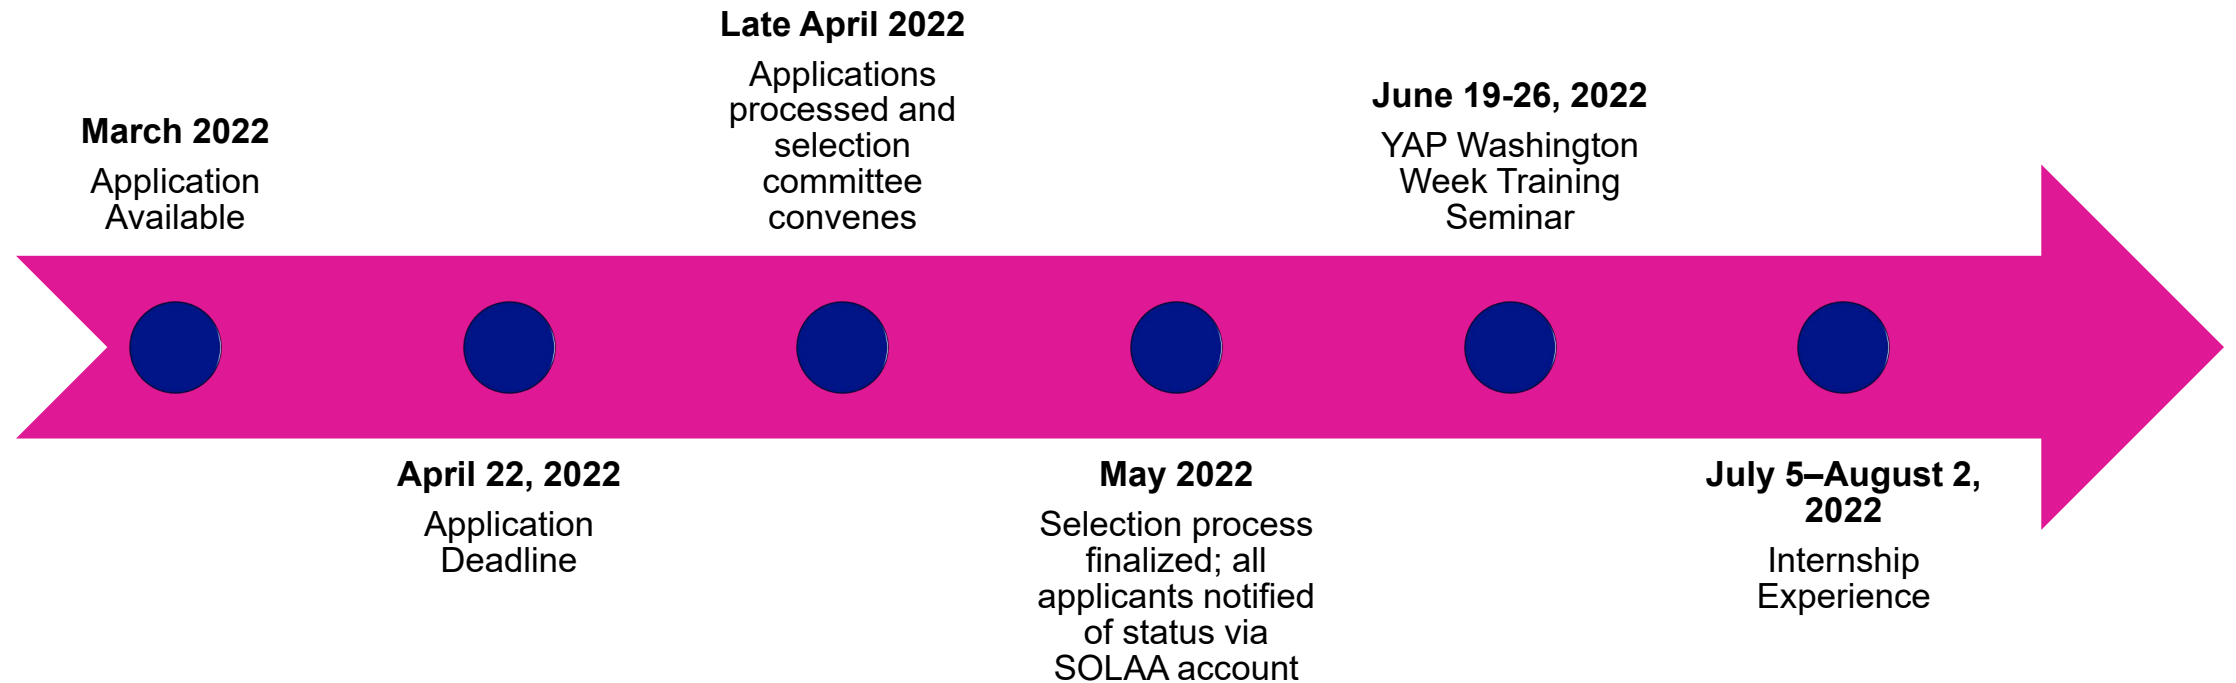 March 2022
Application
Available
April 22, 2022
Application
Deadline
Late April 2022
Applications
processed and
selection
committee
convenes
May 2022
Selection process
finalized; all
applicants notified
of status via
SOLAA account
June 19-26, 2022
YAP Washington
Week Training
Seminar
July 5–August 2,
2022
Internship
Experience